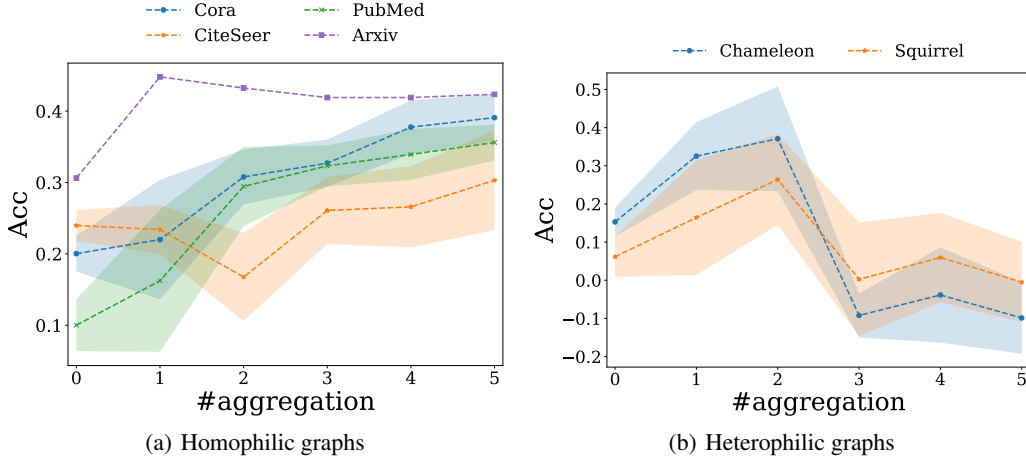 Cora PubMed
CiteSeer Arxiv
Acc
0.4
0.3
0.2
0.1
0 1 2 3 4 5
#aggregation
(a) Homophilic graphs
Chameleon Squirrel
Acc
0.5
0.4
0.3
0.2
0.1
0.0
−0.1
−0.2
0 1 2 3 4 5
#aggregation
(b) Heterophilic graphs